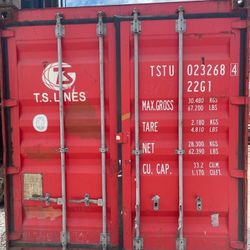 TS
T.S. LINES
TSTU 023268 4
22G1
MAX.GROSS 30.480 KGS
67.200 LBS
TARE 2.180 KGS
4.810 LBS
NET 28.300 KGS
62.390 LBS
CU. CAP. 33.2 CU.M.
1.170 CU.FT.